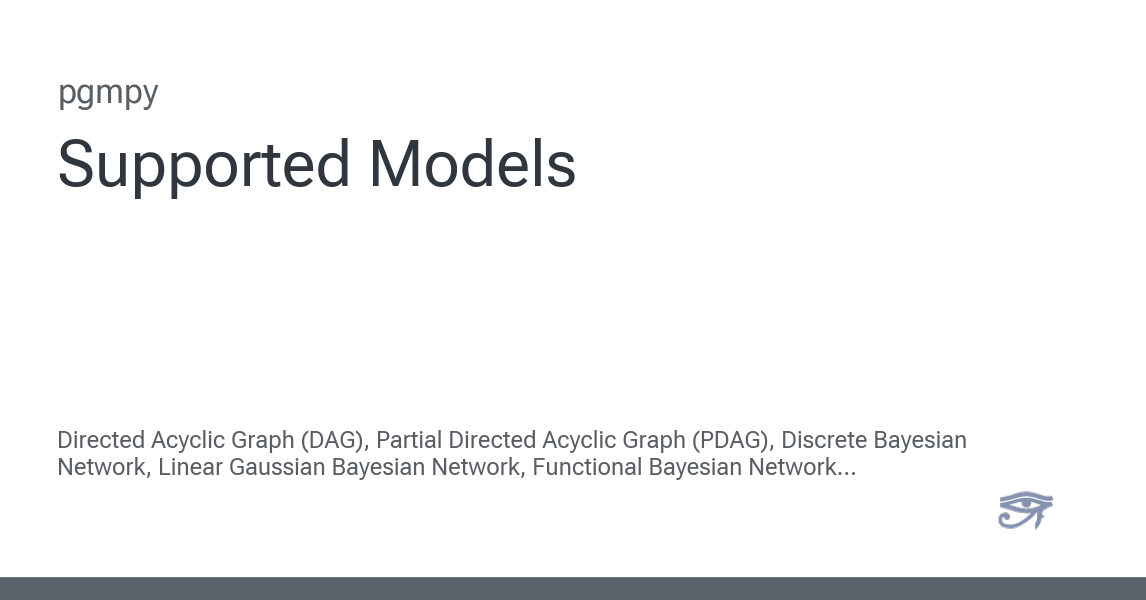 pgmpy
Supported Models
Directed Acyclic Graph (DAG), Partial Directed Acyclic Graph (PDAG), Discrete Bayesian
Network, Linear Gaussian Bayesian Network, Functional Bayesian Network...